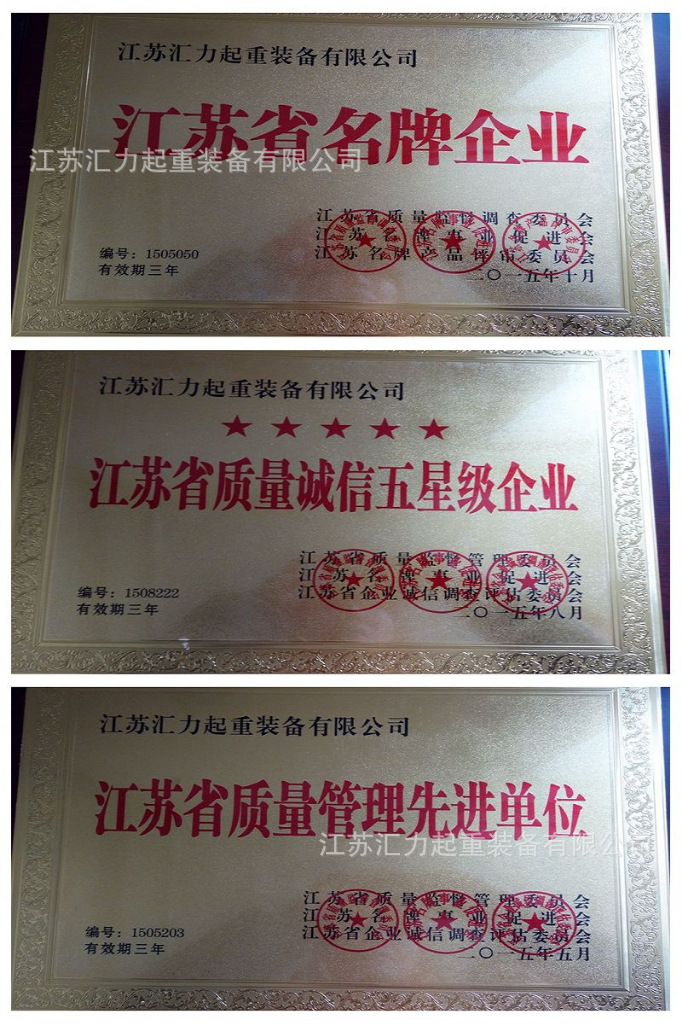 江苏汇力起重装备有限公司
江苏省名牌企业
江苏汇力起重装备有限公司
江苏省质量监督调查委员会
江苏名牌事业促进会
江苏名牌产品评审委员会
编号：1505050
有效期三年
二〇一五年十月
江苏汇力起重装备有限公司
★★★★★
江苏省质量诚信五星级企业
江苏省质量监督管理委员会
江苏名牌事业促进会
江苏省企业诚信调查评估委员会
编号：1508222
有效期三年
二〇一五年八月
江苏汇力起重装备有限公司
江苏省质量管理先进单位
江苏汇力起重装备有限公司
江苏省质量监督管理委员会
江苏名牌事业促进会
江苏省企业诚信调查评估委员会
编号：1505203
有效期三年
二〇一五年五月